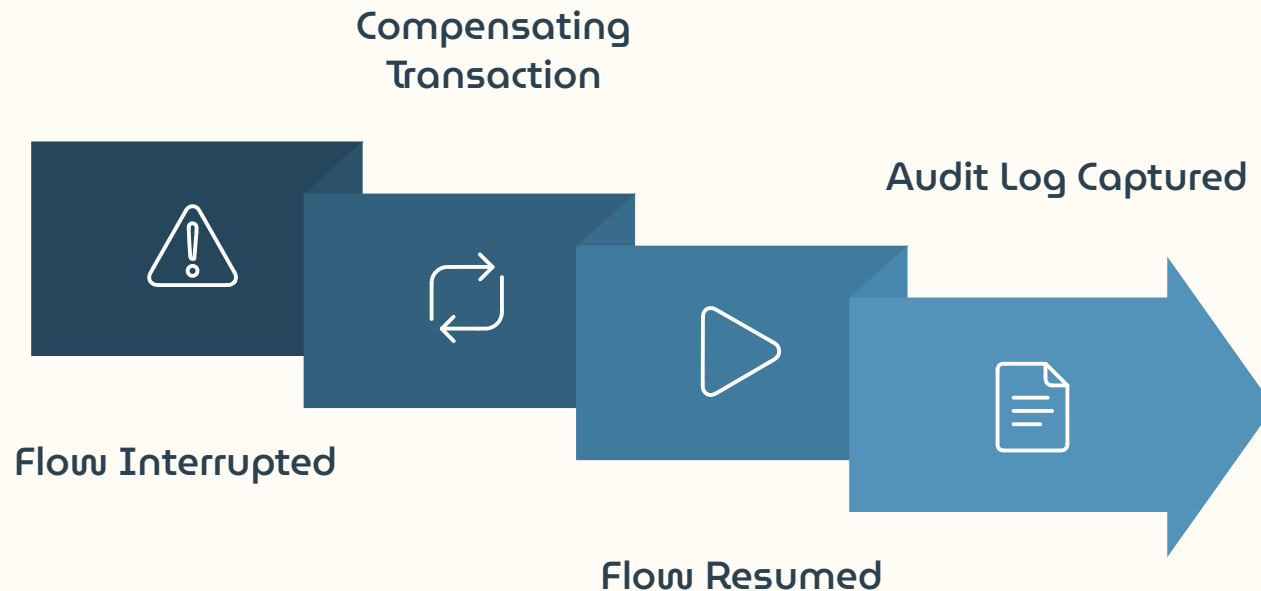 Compensating
Transaction
Audit Log Captured
Flow Interrupted
Flow Resumed